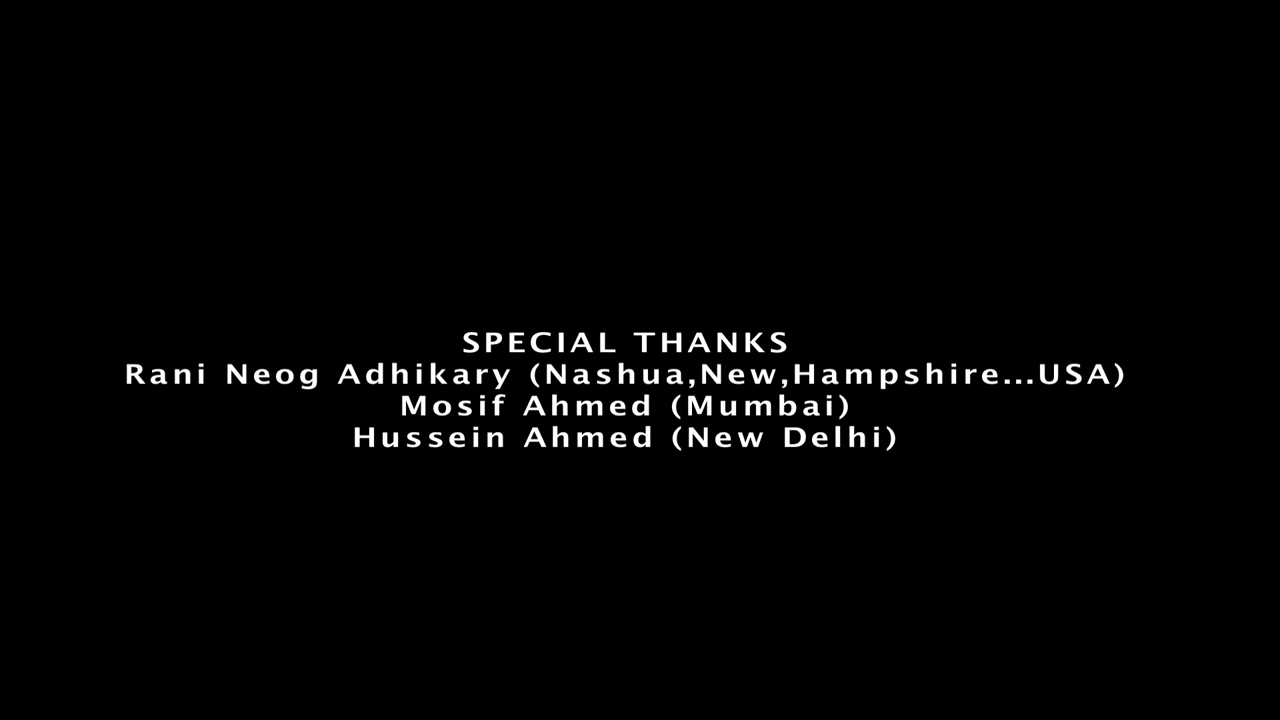 SPECIAL THANKS
Rani Neog Adhikary (Nashua,New,Hampshire...USA)
Mosif Ahmed (Mumbai)
Hussein Ahmed (New Delhi)